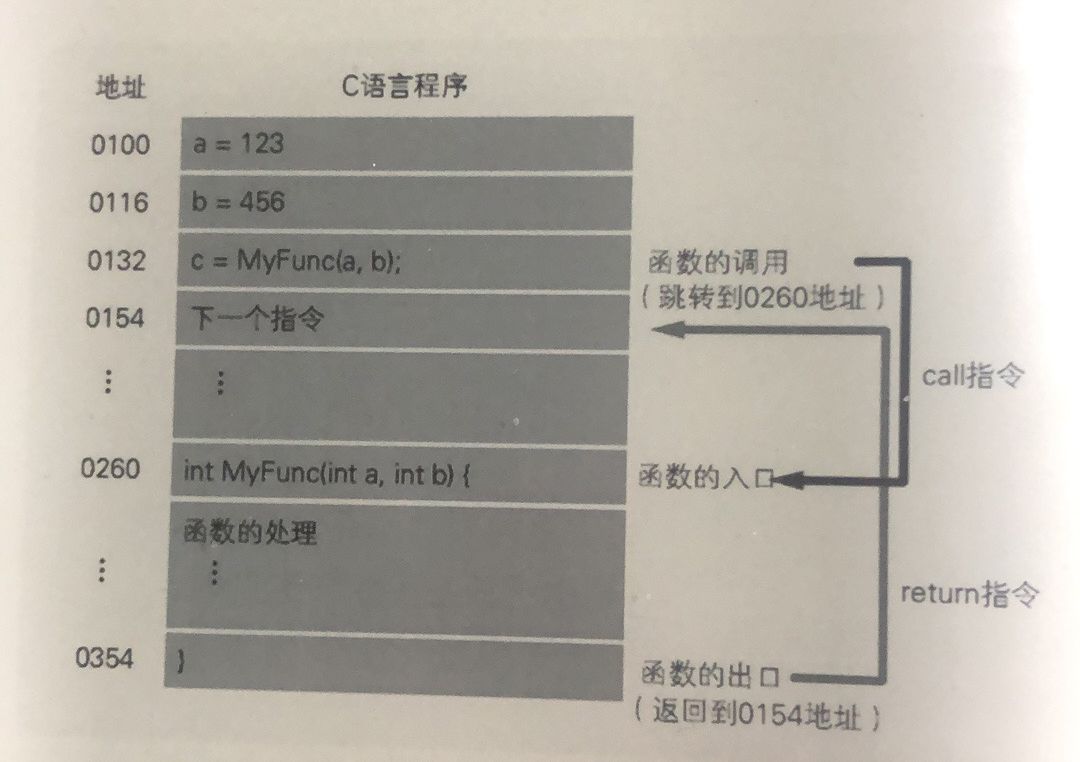 地址 C语言程序
0100 a = 123
0116 b = 456
0132 c = MyFunc(a, b); 函数的调用
(跳转到0260地址)
0154 下一个指令
⋮ ⋮
call指令
0260 int MyFunc(int a, int b) { 函数的入口
函数的处理
⋮ ⋮
return指令
0354 } 函数的出口
(返回到0154地址)